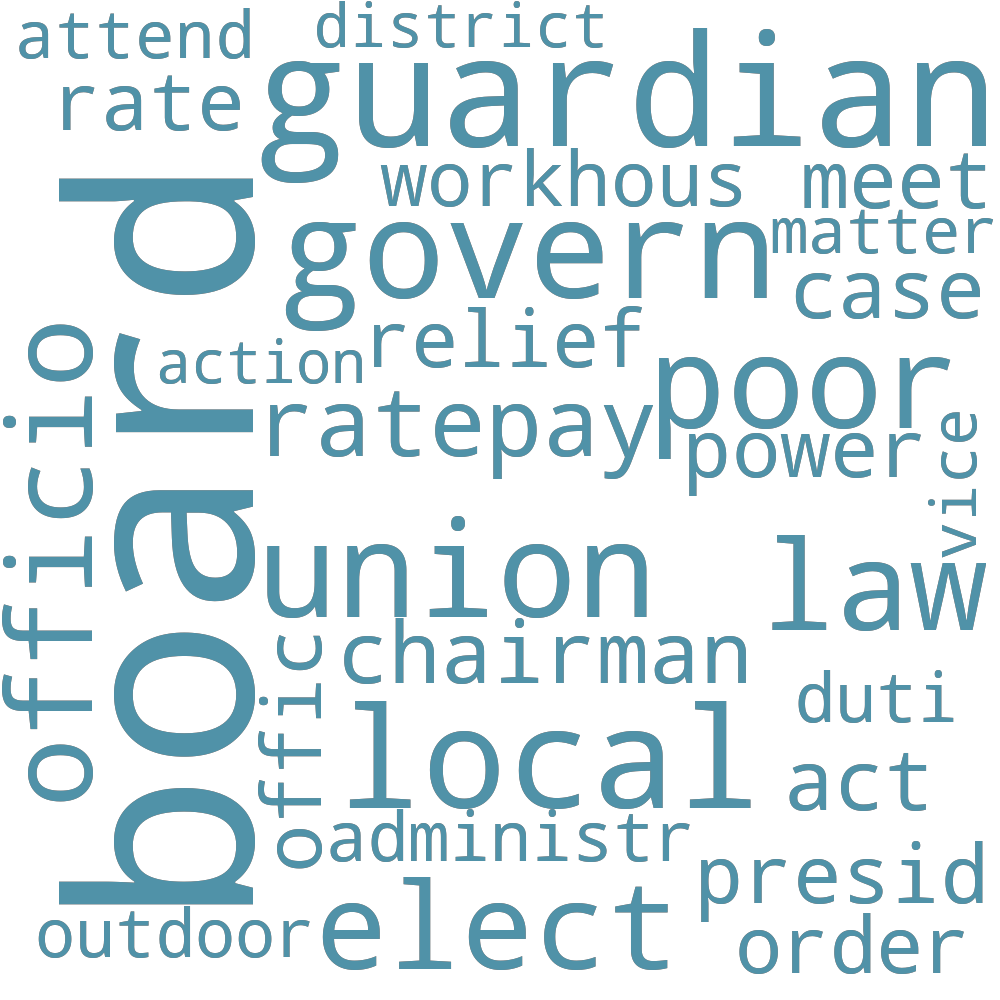 attend
district
rate
guardian
workhous
meet
board
govern
matter
case
officio
action
relief
poor
ratepay
power
vice
union
law
offic
chairman
duti
local
act
administr
presid
outdoor
elect
order